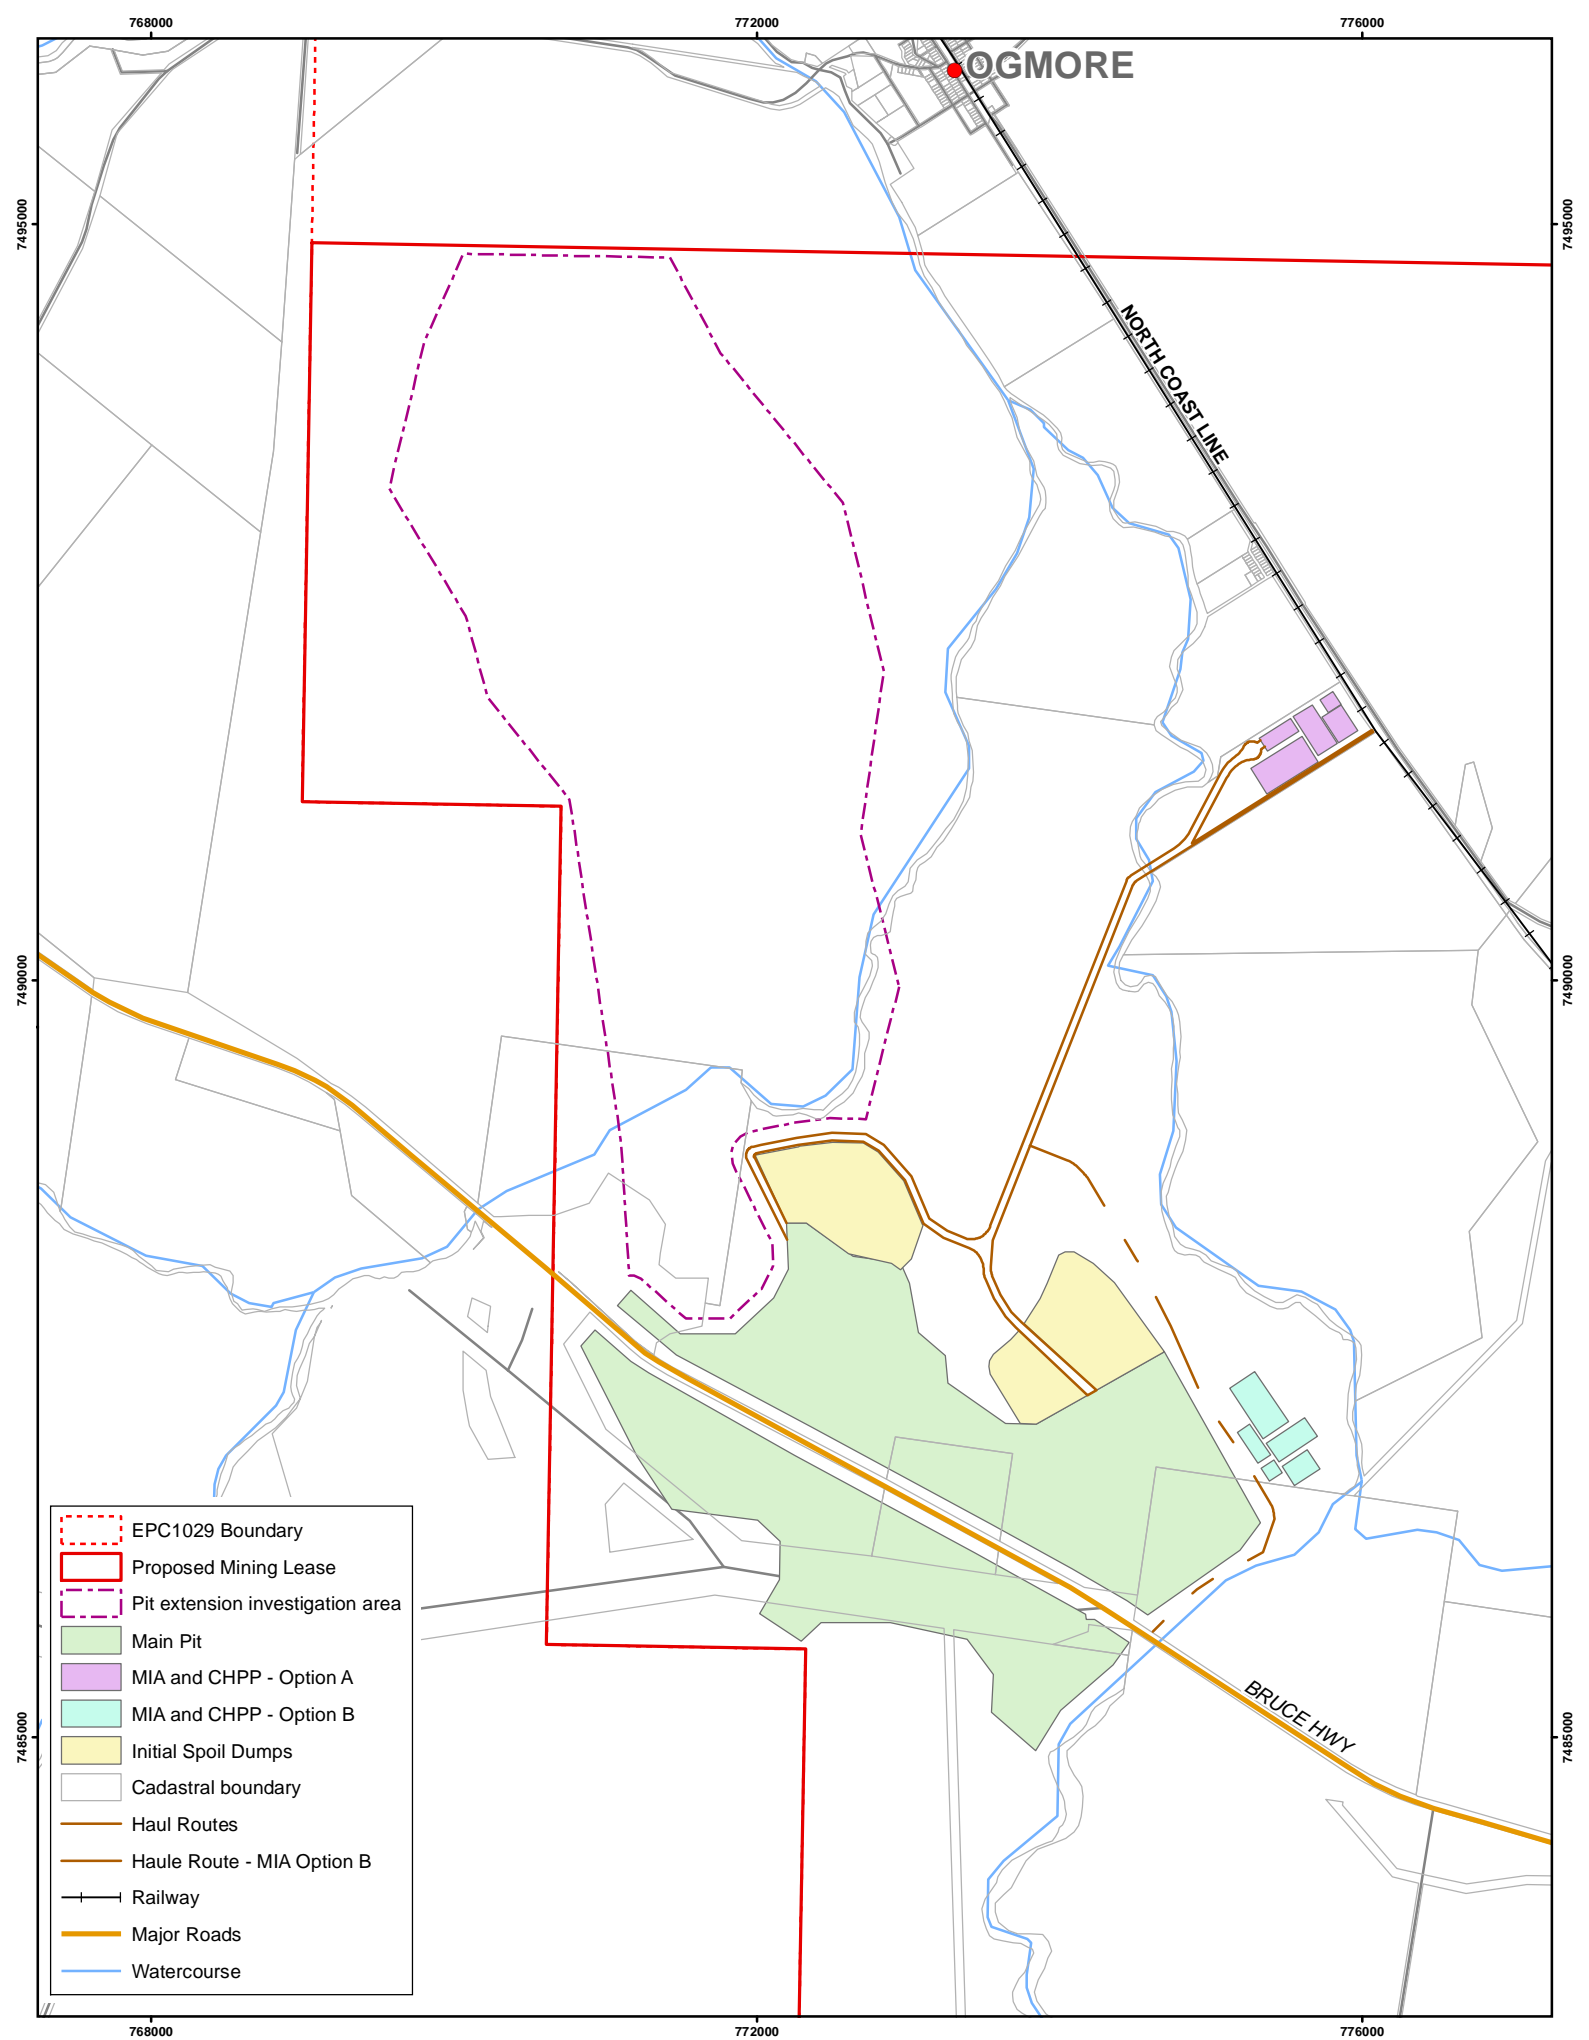 768000
772000
776000
OGMORE
7495000
7495000
NORTH COAST LINE
7490000
7490000
EPC1029 Boundary
Proposed Mining Lease
Pit extension investigation area
Main Pit
MIA and CHPP - Option A
MIA and CHPP - Option B
Initial Spoil Dumps
Cadastral boundary
Haul Routes
Haule Route - MIA Option B
Railway
Major Roads
Watercourse
BRUCE HWY
7485000
7485000
768000
772000
776000